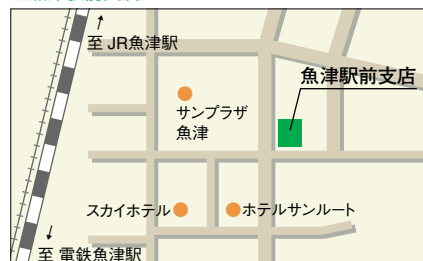 至 JR魚津駅
魚津駅前支店
サンプラザ
魚津
スカイホテル
ホテルサンルート
至 電鉄魚津駅